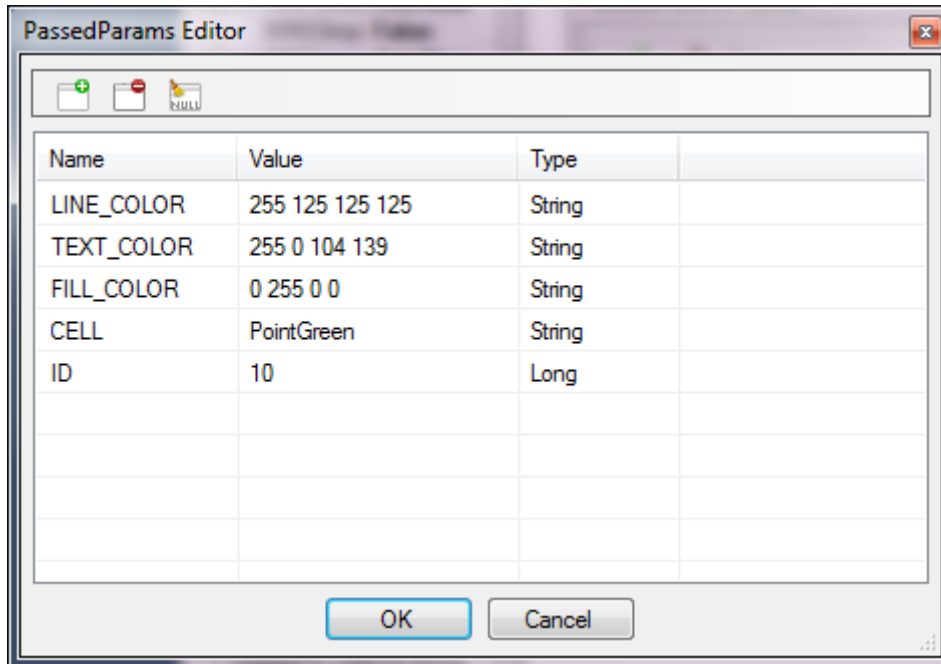 PassedParams Editor
NULL
Name Value Type
LINE_COLOR 255 125 125 125 String
TEXT_COLOR 255 0 104 139 String
FILL_COLOR 0 255 0 0 String
CELL PointGreen String
ID 10 Long
OK Cancel